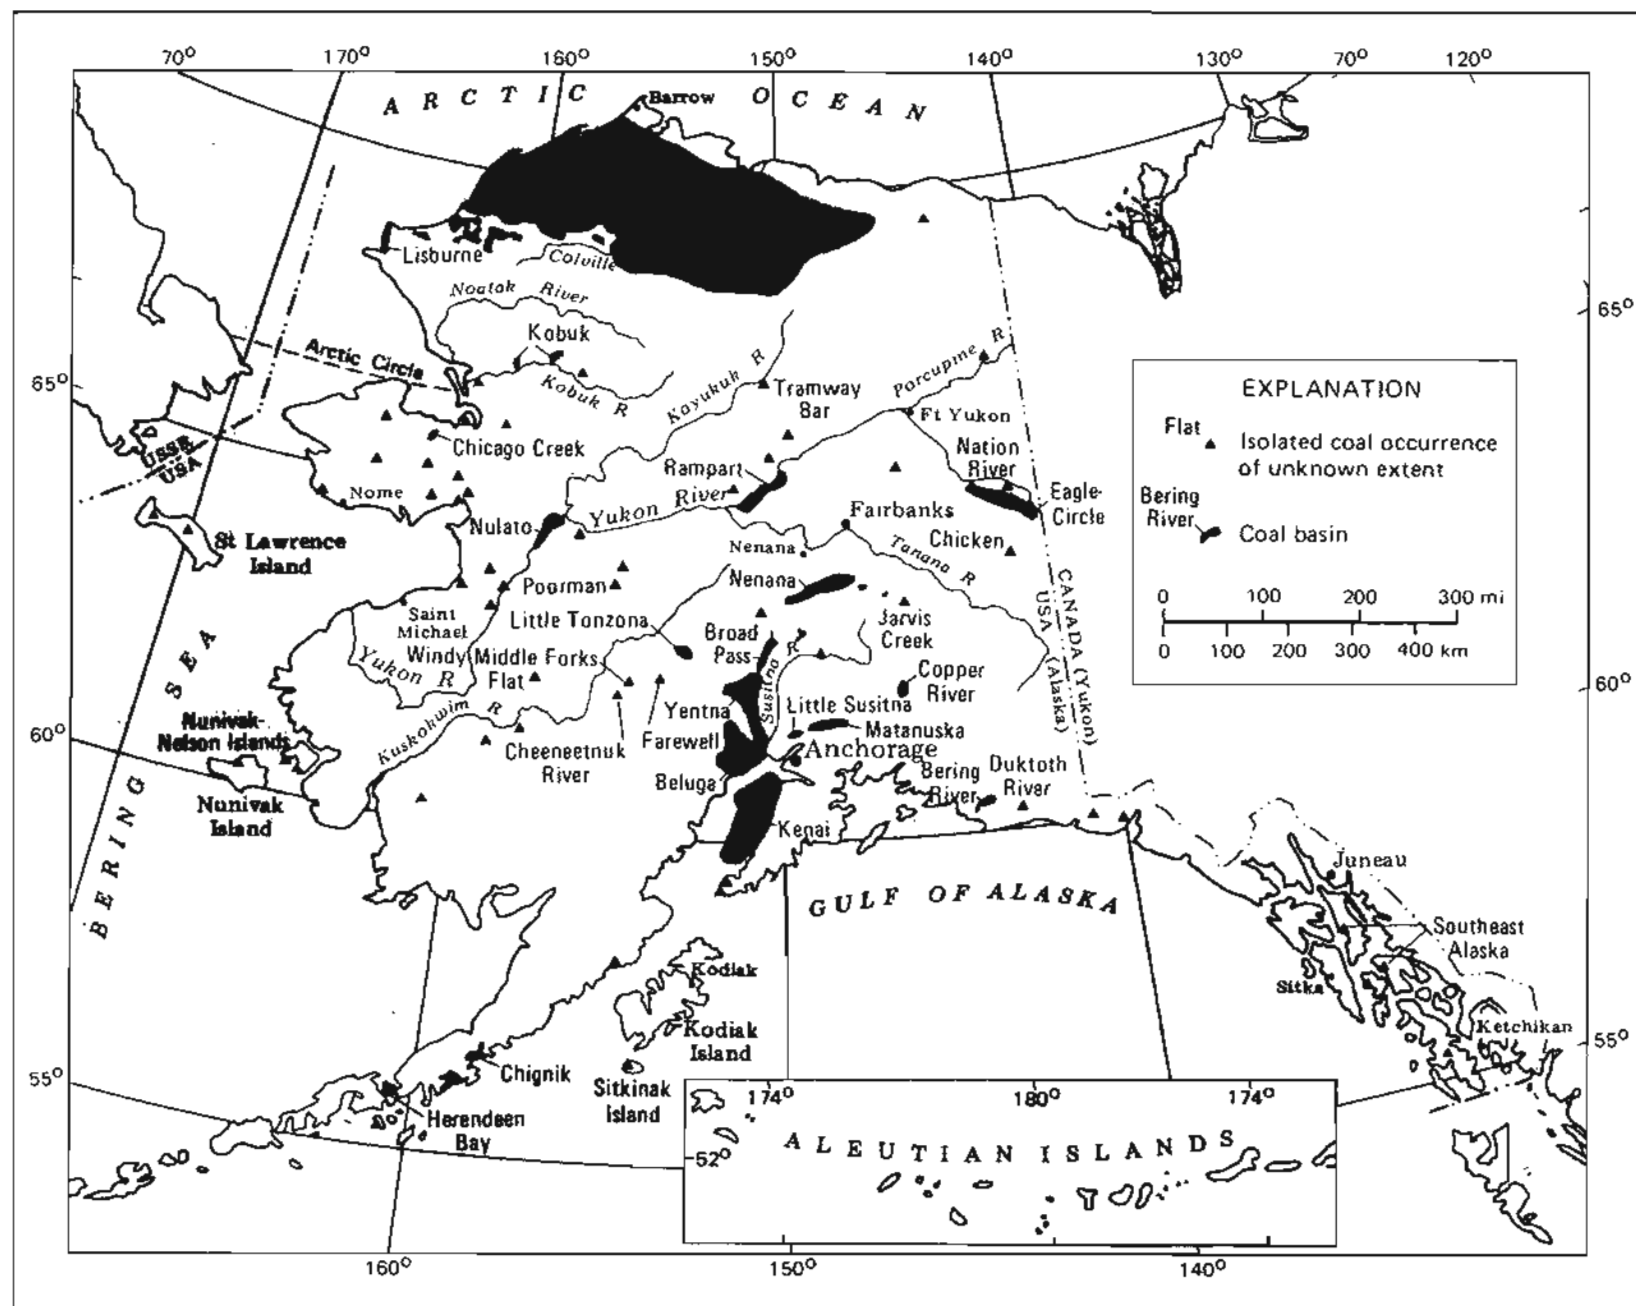 70° 170° 160° 150° 140° 130° 70° 120°
ARCTIC OCEAN
Barrow
Lisburne
Colville
Noatak River
65°
Kobuk
Arctic Circle
Kobuk R
Kayukuk R
Porcupine R
Tramway
Bar
Ft Yukon
65°
Chicago Creek
USSR
USA
Nome
Rampart
Nation
River
Yukon River
Eagle-
Circle
Nulato
Fairbanks
Chicken
St Lawrence
Island
Nenana
Tanana R
Poorman
Nenana
CANADA (Yukon)
USA (Alaska)
Saint
Michael
Little Tonzona
Jarvis
Creek
Broad
Pass
Windy
Middle Forks
Flat
Yukon R
Susitna R
Copper
River
60°
BERING SEA
Nunivak-
Nelson Islands
Kuskokwim R
Yentna
Little Susitna
Matanuska
60°
Farewell
Cheeneetnuk
River
Anchorage
Beluga
Bering
River
Duktoth
River
Nunivak
Island
Kenai
GULF OF ALASKA
Juneau
Southeast
Alaska
Sitka
Kodiak
Kodiak
Island
Ketchikan
55°
55°
Chignik
Sitkinak
Island
Herendeen
Bay
174° 180° 174°
52°
ALEUTIAN ISLANDS
160° 150° 140°
EXPLANATION
Flat
Isolated coal occurrence
of unknown extent
Bering
River
Coal basin
0 100 200 300 mi
0 100 200 300 400 km